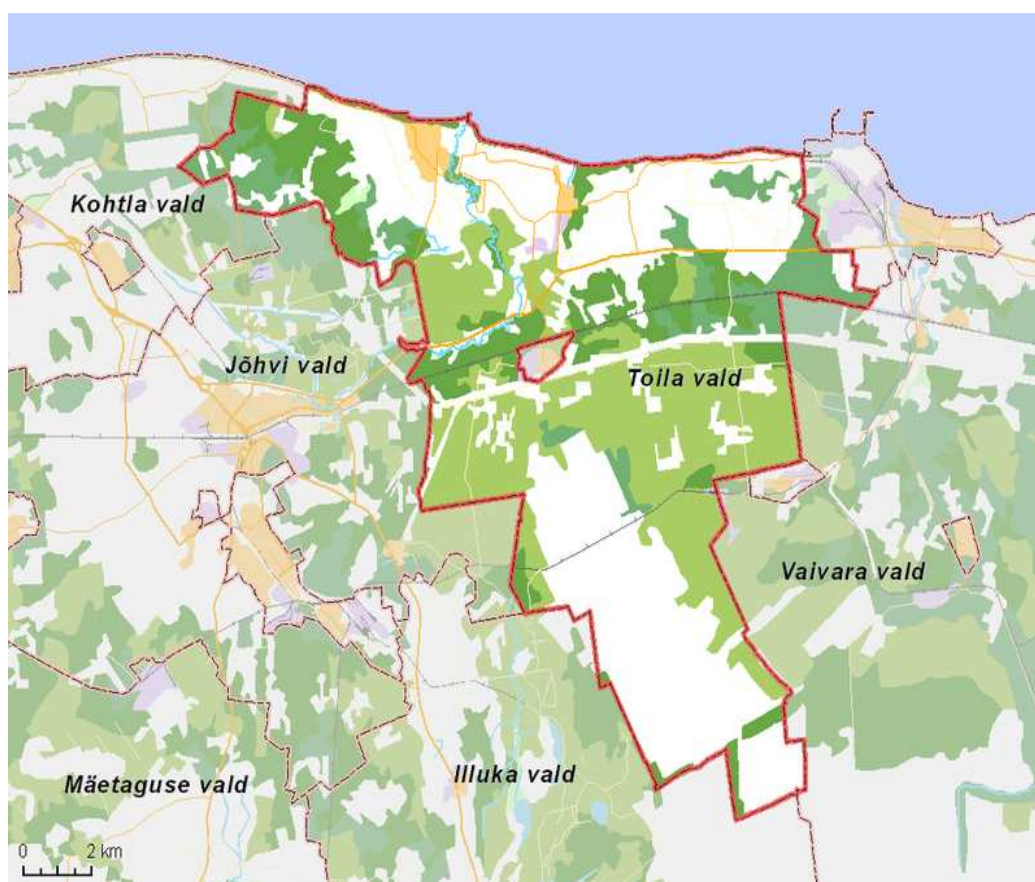 Kohtla vald
Jõhvi vald
Toila vald
Vaivara vald
Mäetaguse vald
Illuka vald
0 2 km